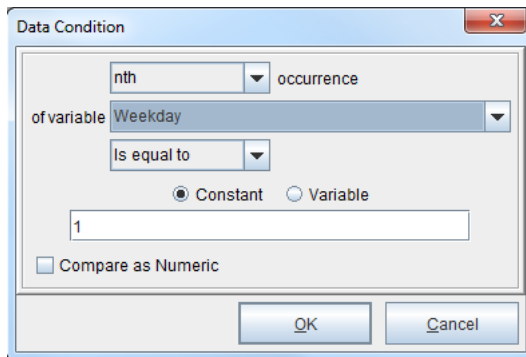 Data Condition
nth occurrence
of variable Weekday
Is equal to
Constant Variable
1
Compare as Numeric
OK Cancel